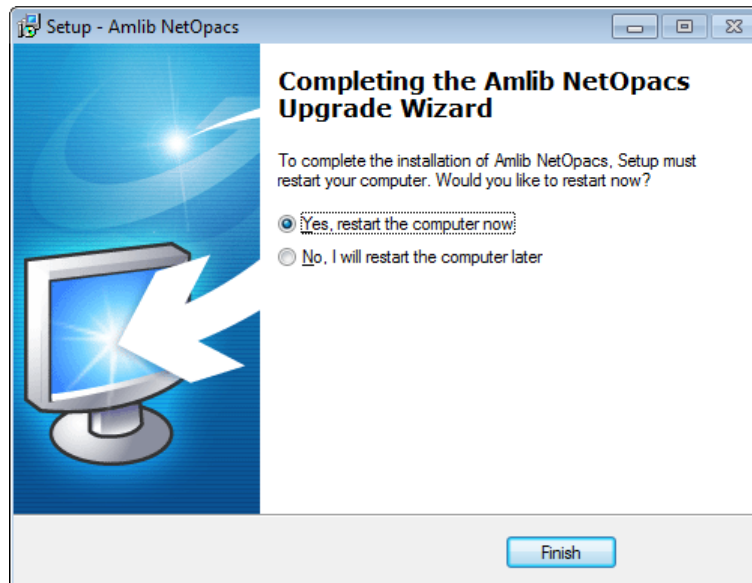 Setup - Amlib NetOpacs
Completing the Amlib NetOpacs
Upgrade Wizard
To complete the installation of Amlib NetOpacs, Setup must
restart your computer. Would you like to restart now?
Yes, restart the computer now
No, I will restart the computer later
Finish